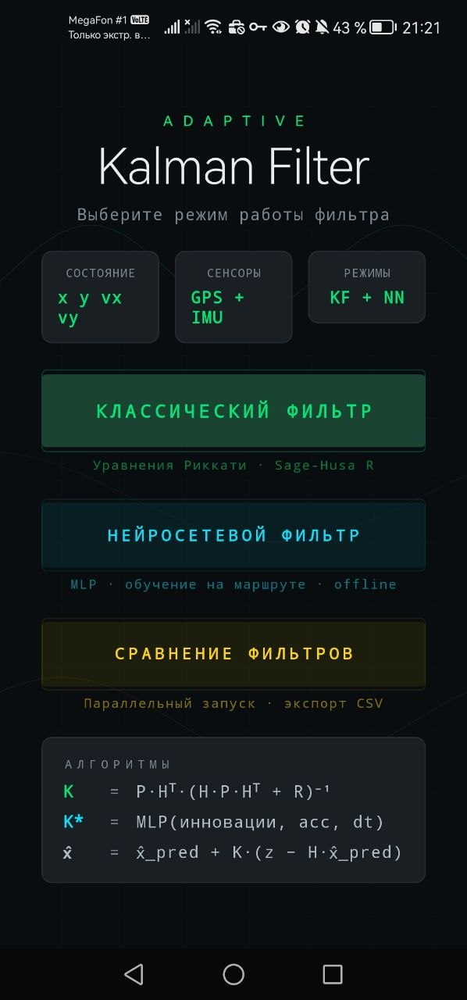 MegaFon #1 VoLTE
Только экстр. в...
43 % 21:21
ADAPTIVE
Kalman Filter
Выберите режим работы фильтра
СОСТОЯНИЕ
x y vx
vy
СЕНСОРЫ
GPS +
IMU
РЕЖИМЫ
KF + NN
КЛАССИЧЕСКИЙ ФИЛЬТР
Уравнения Риккати · Sage-Husa R
НЕЙРОСЕТЕВОЙ ФИЛЬТР
MLP · обучение на маршруте · offline
СРАВНЕНИЕ ФИЛЬТРОВ
Параллельный запуск · экспорт CSV
АЛГОРИТМЫ
K = P·Hᵀ·(H·P·Hᵀ + R)⁻¹
K* = MLP(инновации, acc, dt)
x̂ = x̂_pred + K·(z − H·x̂_pred)